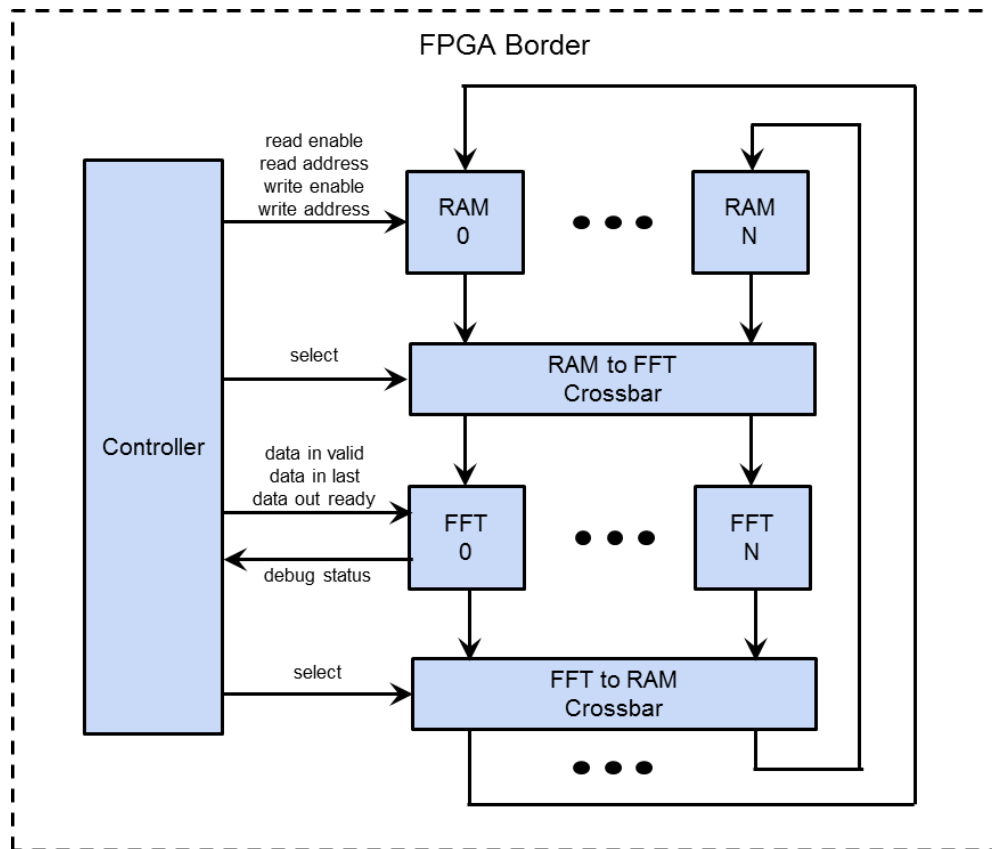 FPGA Border
read enable
read address
write enable
write address
RAM
0
RAM
N
select
RAM to FFT
Crossbar
Controller
data in valid
data in last
data out ready
FFT
0
FFT
N
debug status
select
FFT to RAM
Crossbar